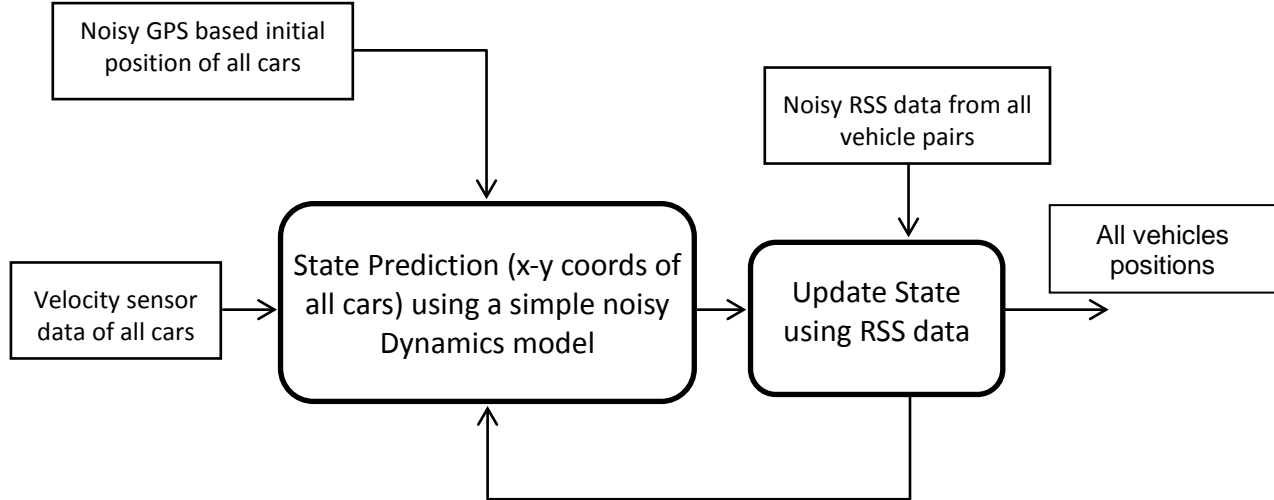 Noisy GPS based initial
position of all cars
Noisy RSS data from all
vehicle pairs
Velocity sensor
data of all cars
State Prediction (x-y coords of
all cars) using a simple noisy
Dynamics model
Update State
using RSS data
All vehicles
positions